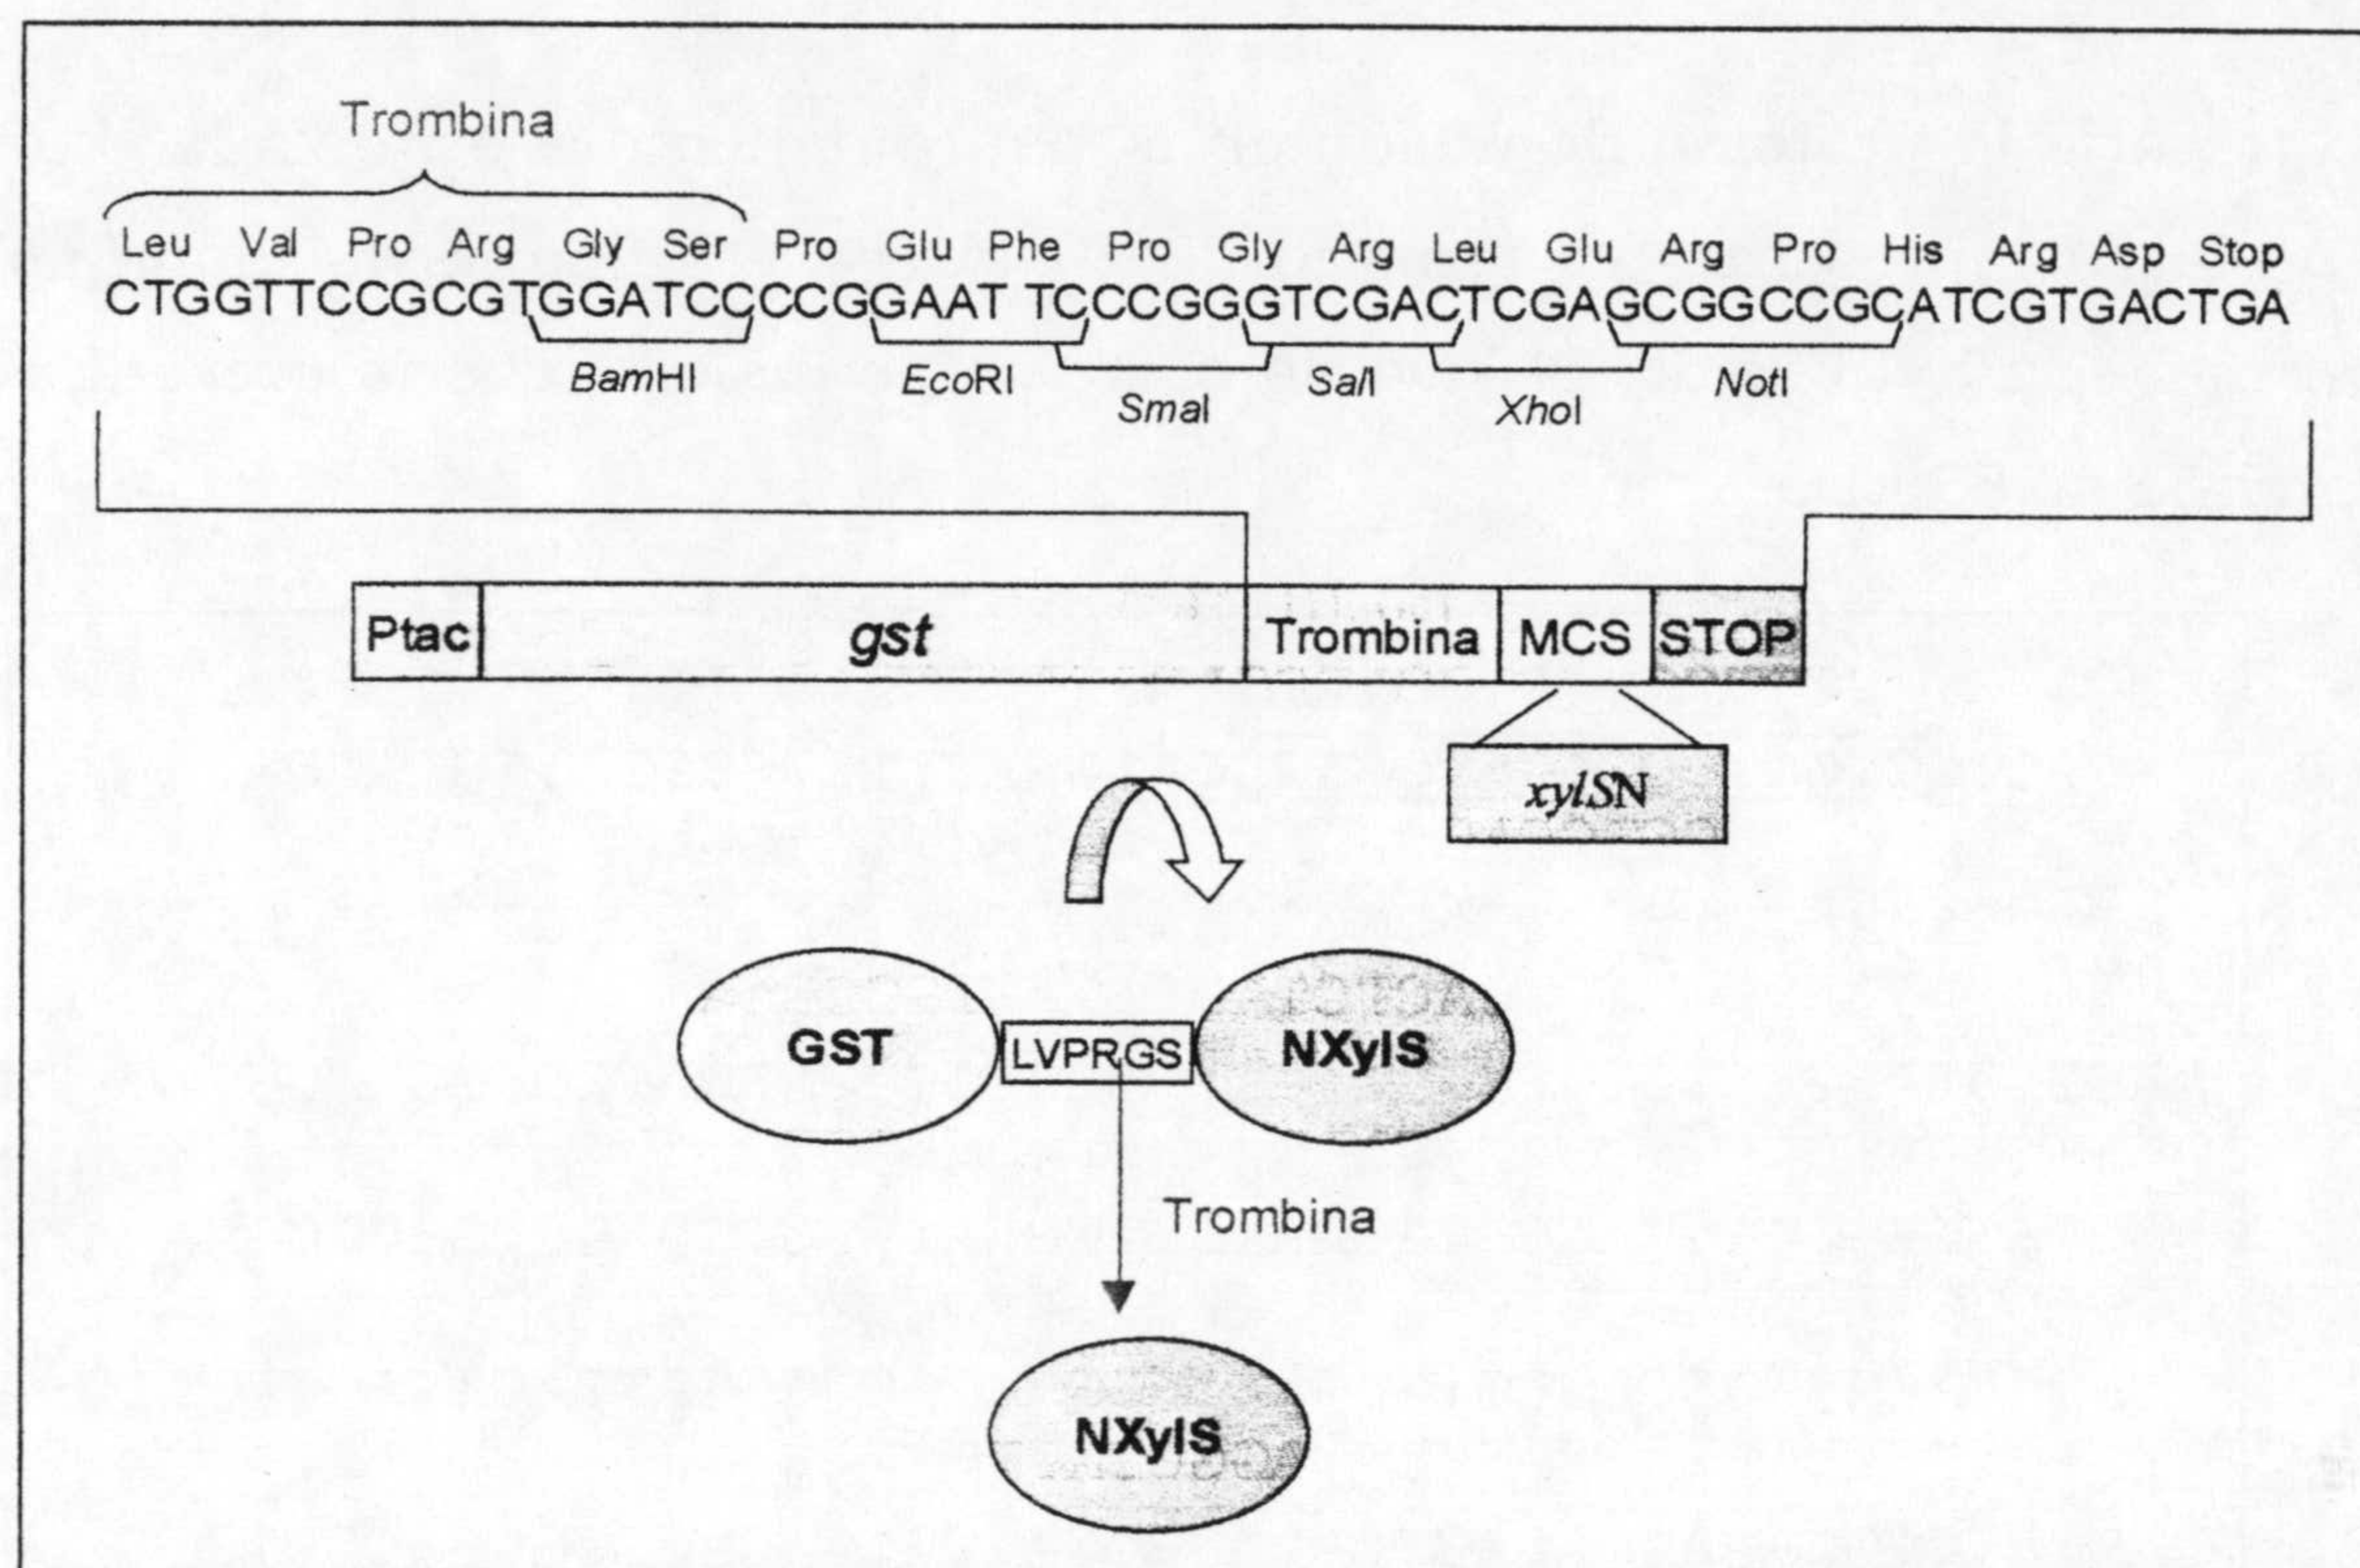 Trombina
Leu Val Pro Arg Gly Ser Pro Glu Phe Pro Gly Arg Leu Glu Arg Pro His Arg Asp Stop
CTGGTTCCGCGTGGATCCCCGGAAT TCCCGGGTCGACTCGAGCGGCCGCATCGTGACTGA
BamHI EcoRI SmaI SalI XhoI NotI
Ptac gst Trombina MCS STOP
xylSN
GST LVPRGS NXylS
Trombina
NXylS